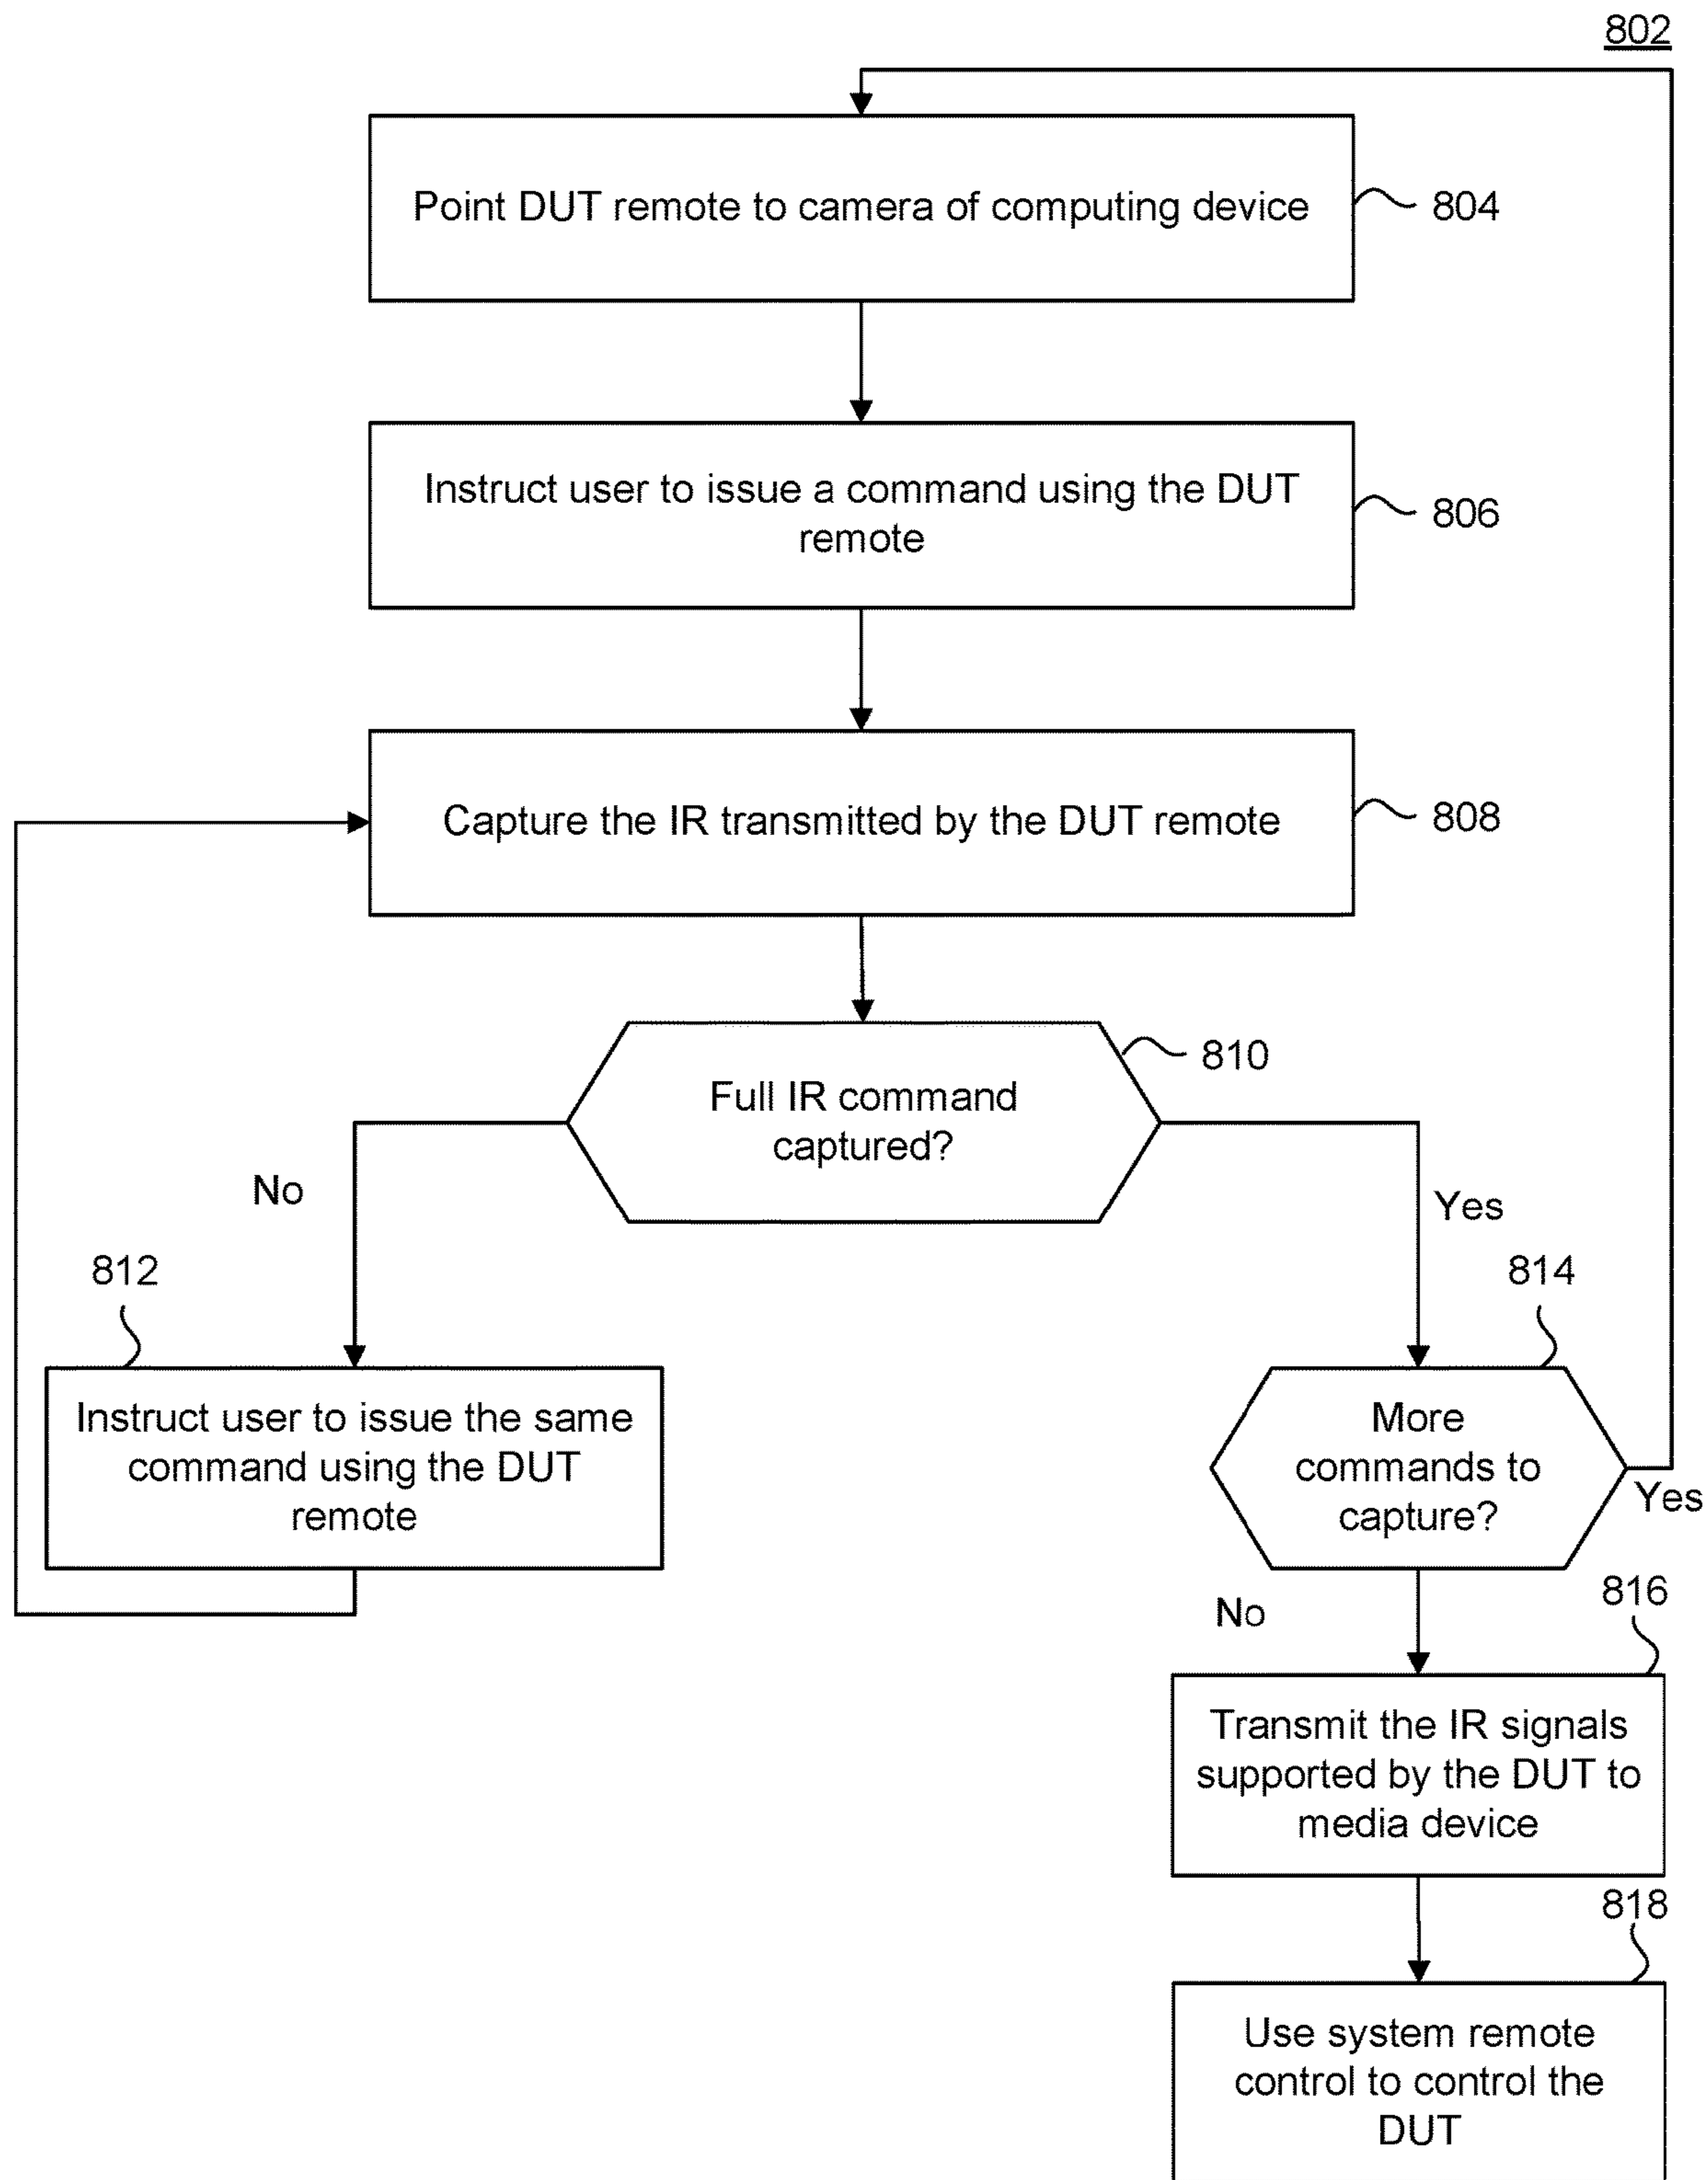 802
Point DUT remote to camera of computing device
804
Instruct user to issue a command using the DUT
remote
806
Capture the IR transmitted by the DUT remote
808
Full IR command
captured?
810
No
Yes
812
814
Instruct user to issue the same
command using the DUT
remote
More
commands to
capture?
Yes
No
816
Transmit the IR signals
supported by the DUT to
media device
818
Use system remote
control to control the
DUT